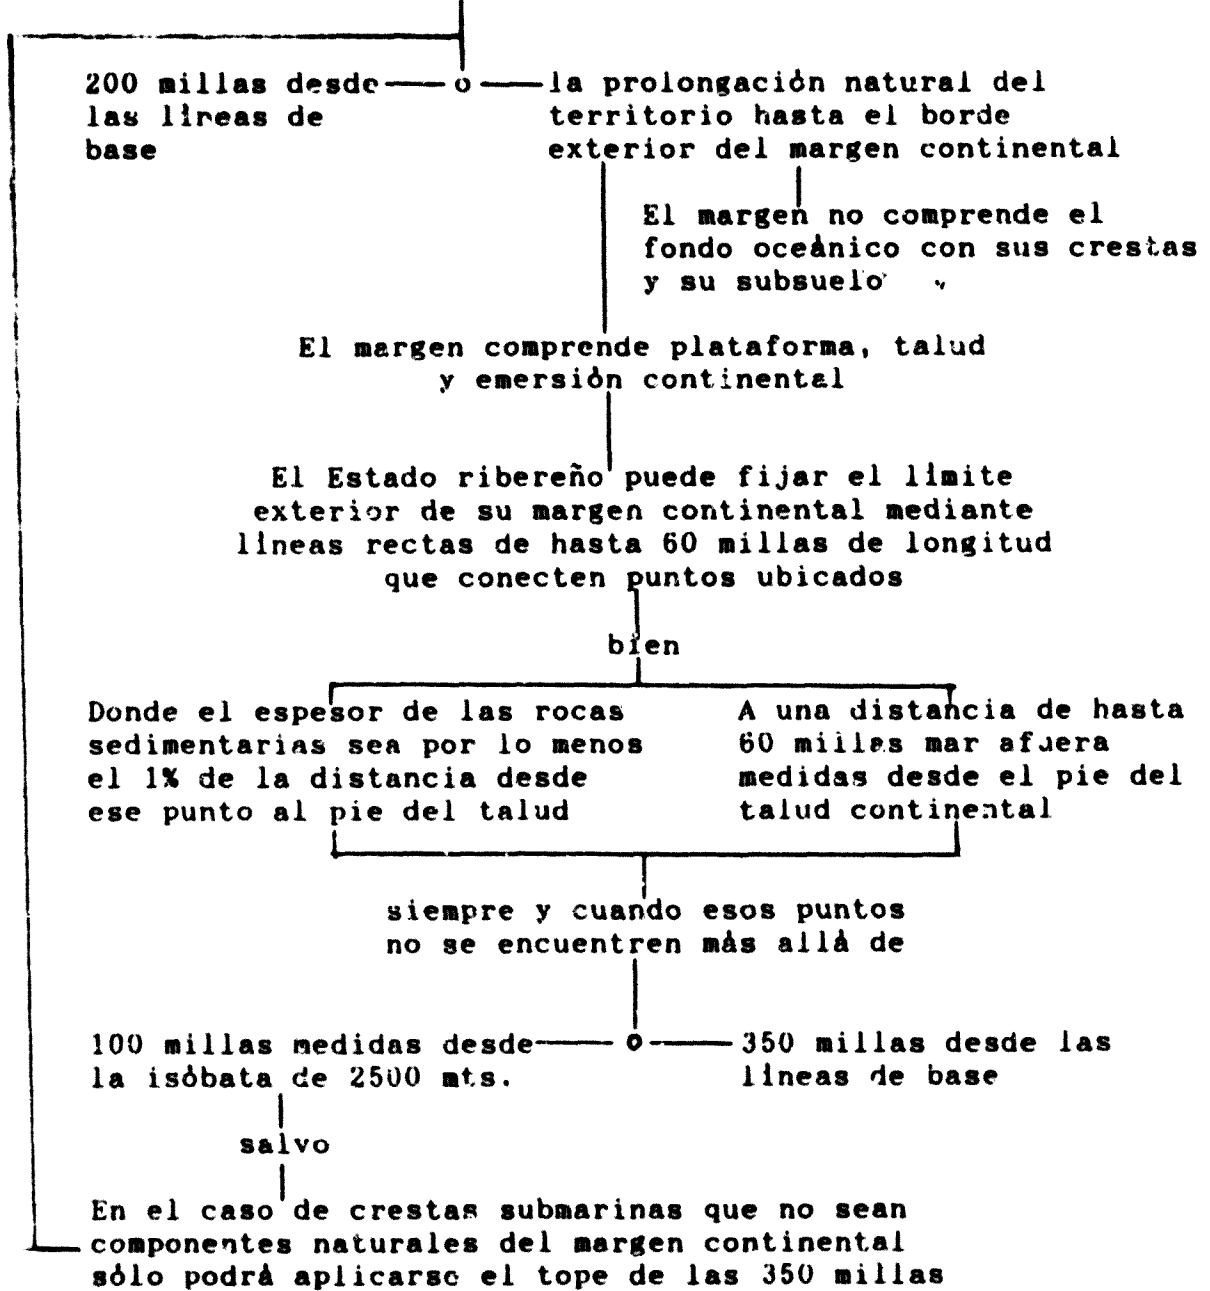 200 millas desde
las líneas de
base
o
la prolongación natural del
territorio hasta el borde
exterior del margen continental
El margen no comprende el
fondo oceánico con sus crestas
y su subsuelo
El margen comprende plataforma, talud
y emersión continental
El Estado ribereño puede fijar el límite
exterior de su margen continental mediante
líneas rectas de hasta 60 millas de longitud
que conecten puntos ubicados
bien
Donde el espesor de las rocas
sedimentarias sea por lo menos
el 1% de la distancia desde
ese punto al pie del talud
A una distancia de hasta
60 millas mar afuera
medidas desde el pie del
talud continental
siempre y cuando esos puntos
no se encuentren más allá de
100 millas medidas desde
la isóbata de 2500 mts.
o
350 millas desde las
líneas de base
salvo
En el caso de crestas submarinas que no sean
componentes naturales del margen continental
sólo podrá aplicarse el tope de las 350 millas